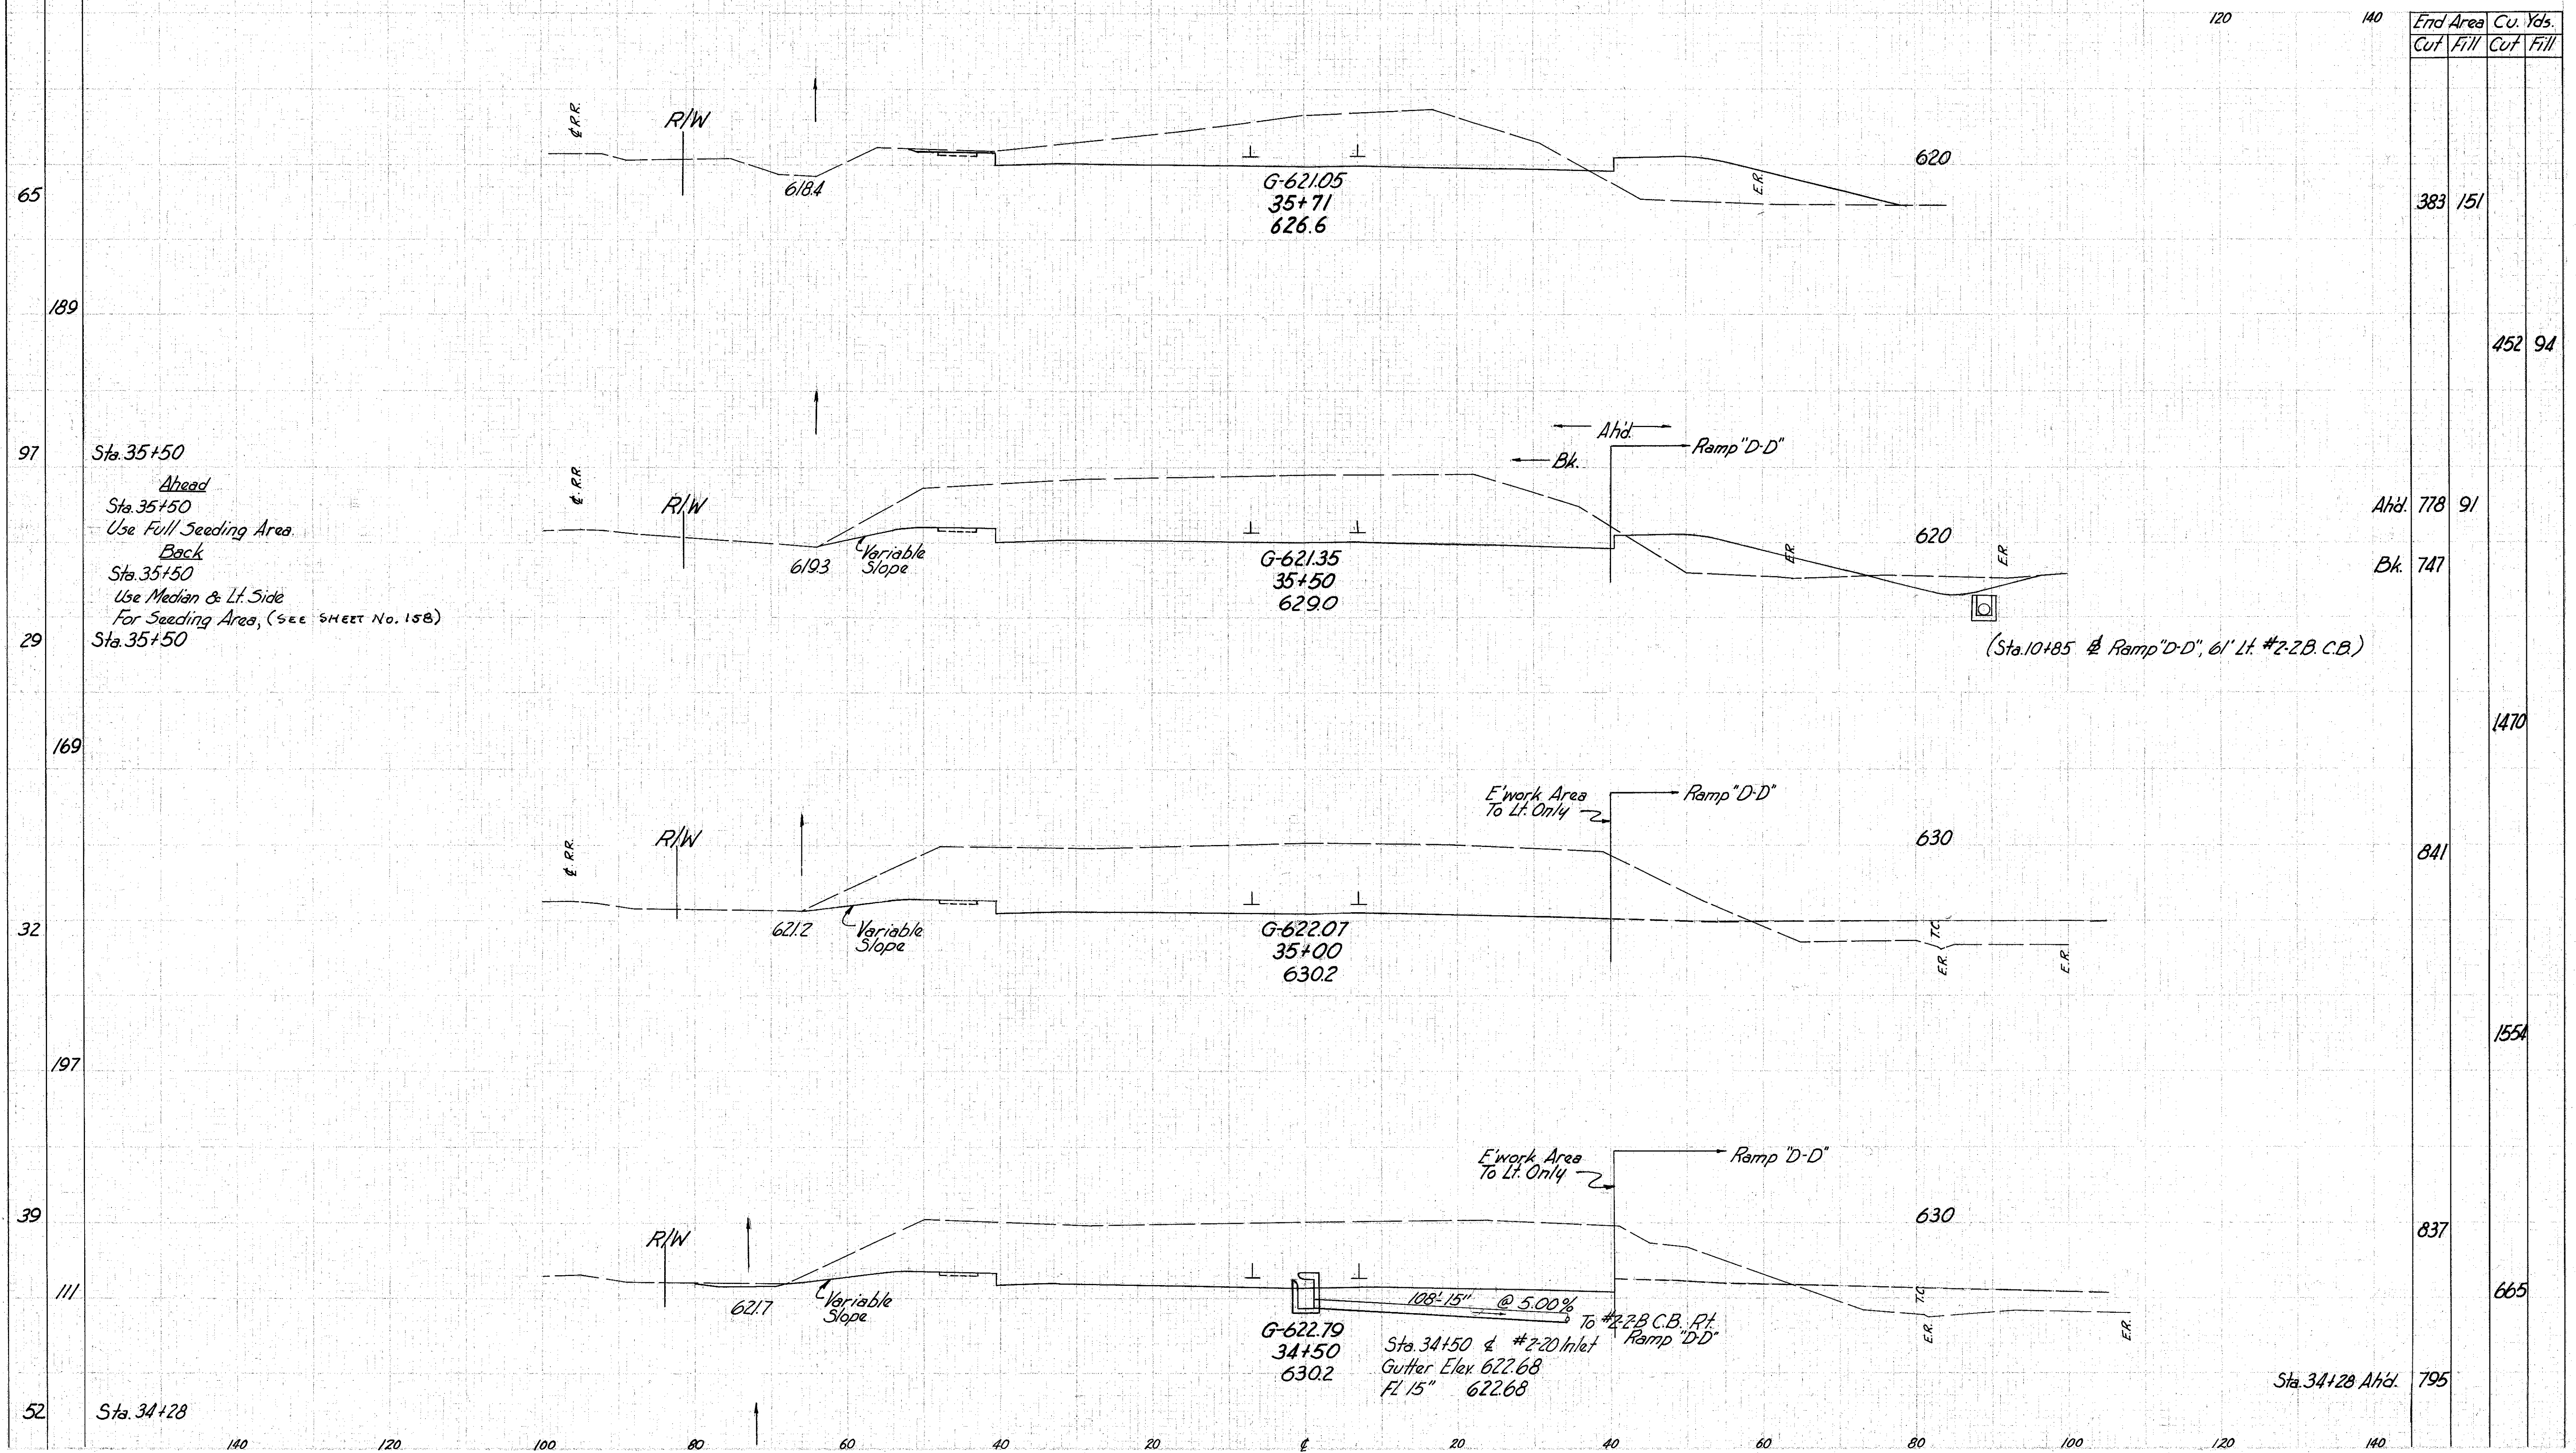 120 140
End Area Cu. Yds.
Cut Fill Cut Fill
℄ R.R.
R/W
620
618.4
E.R.
G-621.05
35+71
626.6
65
383 151
189
452 94
Ah'd.
Bk.
Ramp "D-D"
97
Sta. 35+50
Ahead
Sta. 35+50
Use Full Seeding Area
Back
Sta. 35+50
Use Median & Lt. Side
For Seeding Area, (SEE SHEET No. 158)
29
Sta. 35+50
℄ R.R.
R/W
619.3
Variable
Slope
G-621.35
35+50
629.0
620
E.R.
E.R.
Ah'd. 778 91
Bk. 747
(Sta. 10+85 ℄ Ramp "D-D", 61' Lt. #2-2B. C.B.)
169
1470
E'work Area
To Lt. Only
Ramp "D-D"
℄ R.R.
R/W
630
841
32
621.2
Variable
Slope
G-622.07
35+00
630.2
T.C.
E.R.
E.R.
197
1554
E'work Area
To Lt. Only
Ramp "D-D"
39
R/W
630
837
111
621.7
Variable
Slope
108'-15" @ 5.00%
To #2-2B C.B. Rt.
Ramp "D-D"
G-622.79
34+50
630.2
Sta. 34+50 ℄ #2-20 Inlet
Gutter Elev. 622.68
FL 15" 622.68
T.C.
E.R.
E.R.
665
Sta. 34+28 Ah'd. 795
52
Sta. 34+28
140 120 100 80 60 40 20 ℄ 20 40 60 80 100 120 140